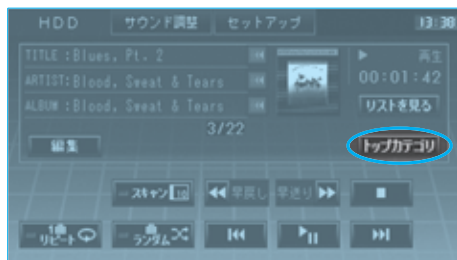 HDD サウンド調整 セットアップ 13:38
TITLE :Blues, Pt. 2
再生
ARTIST:Blood, Sweat & Tears
00:01:42
ALBUM :Blood, Sweat & Tears
リストを見る
3/22
編集 トップカテゴリ
スキャン 早戻し 早送り
リピート ランダム